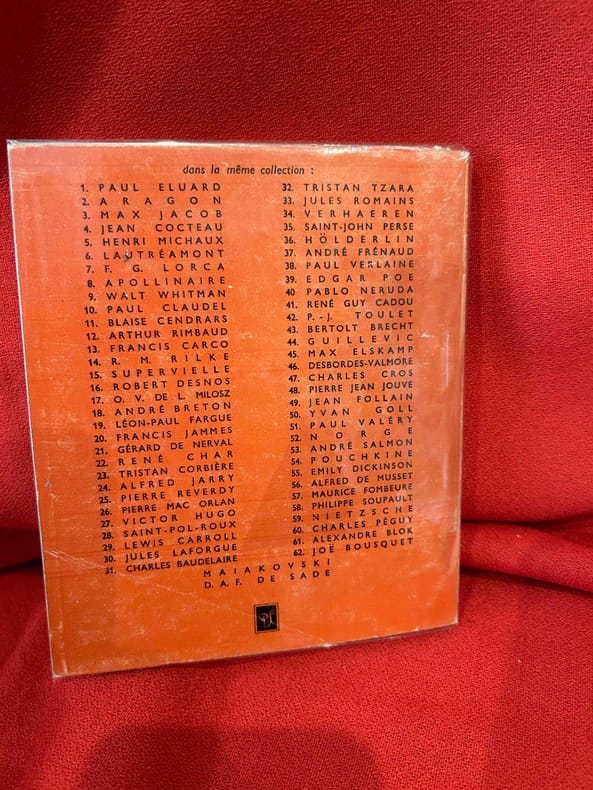 dans la même collection :
1. PAUL ELUARD
2. ARAGON
3. MAX JACOB
4. JEAN COCTEAU
5. HENRI MICHAUX
6. LAUTRÉAMONT
7. F. G. LORCA
8. APOLLINAIRE
9. WALT WHITMAN
10. PAUL CLAUDEL
11. BLAISE CENDRARS
12. ARTHUR RIMBAUD
13. FRANCIS CARCO
14. R. M. RILKE
15. SUPERVIELLE
16. ROBERT DESNOS
17. O. V. DE L. MILOSZ
18. ANDRÉ BRETON
19. LÉON-PAUL FARGUE
20. FRANCIS JAMMES
21. GÉRARD DE NERVAL
22. RENÉ CHAR
23. TRISTAN CORBIÈRE
24. ALFRED JARRY
25. PIERRE REVERDY
26. PIERRE MAC ORLAN
27. VICTOR HUGO
28. SAINT-POL-ROUX
29. LEWIS CARROLL
30. JULES LAFORGUE
31. CHARLES BAUDELAIRE
32. TRISTAN TZARA
33. JULES ROMAINS
34. VERHAEREN
35. SAINT-JOHN PERSE
36. HÖLDERLIN
37. ANDRÉ FRÉNAUD
38. PAUL VERLAINE
39. EDGAR POE
40. PABLO NERUDA
41. RENÉ GUY CADOU
42. P.-J. TOULET
43. BERTOLT BRECHT
44. GUILLEVIC
45. MAX ELSKAMP
46. DESBORDES-VALMORE
47. CHARLES CROS
48. PIERRE JEAN JOUVE
49. JEAN FOLLAIN
50. YVAN GOLL
51. PAUL VALÉRY
52. NORGE
53. ANDRÉ SALMON
54. POUCHKINE
55. EMILY DICKINSON
56. ALFRED DE MUSSET
57. MAURICE FOMBEURE
58. PHILIPPE SOUPAULT
59. NIETZSCHE
60. CHARLES PÉGUY
61. ALEXANDRE BLOK
62. JOË BOUSQUET
MAIAKOVSKI
D. A. F. DE SADE